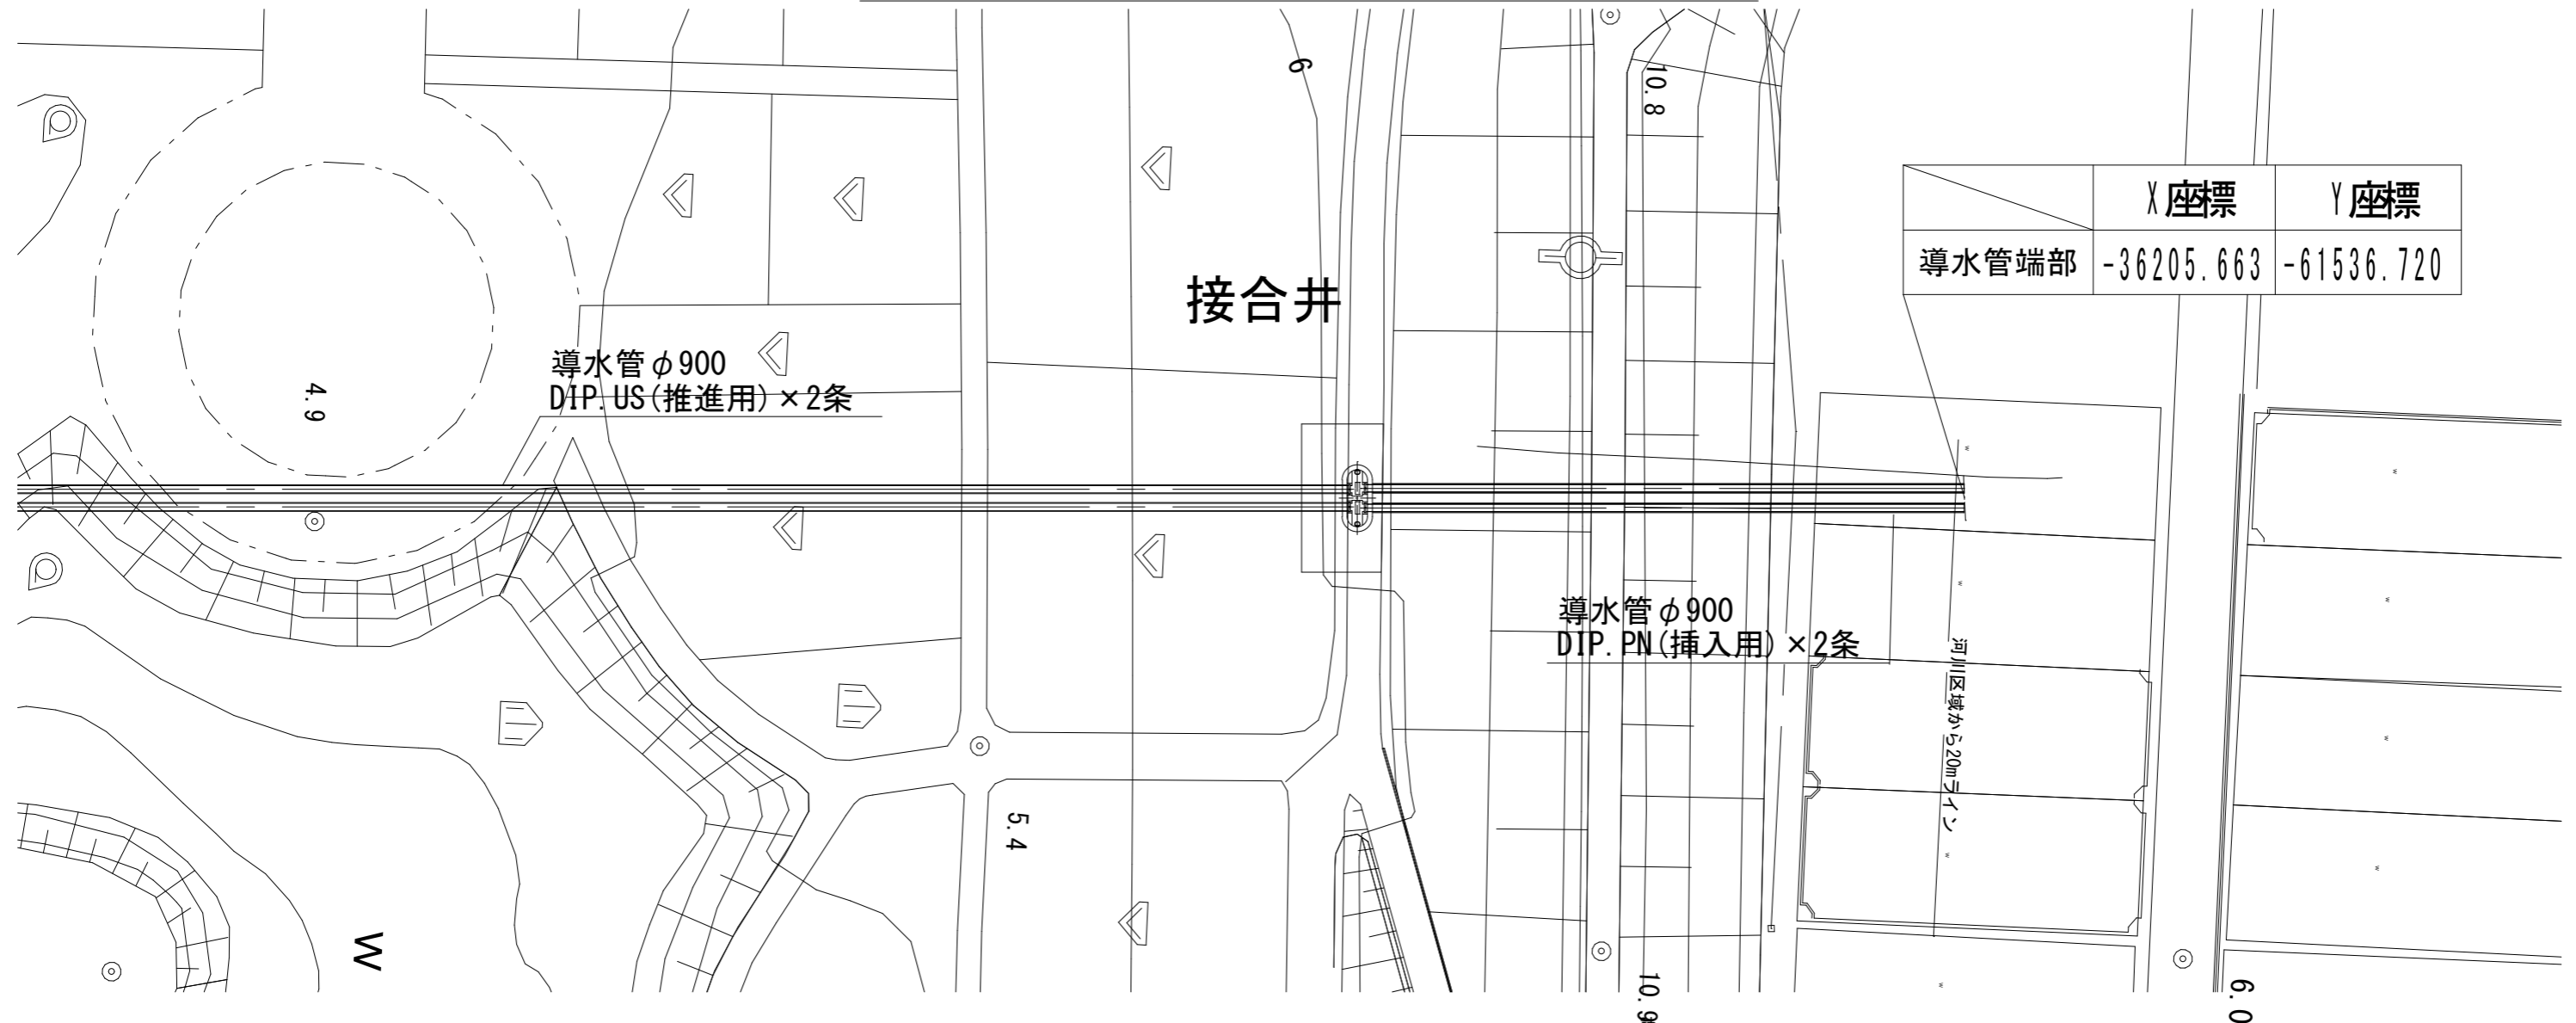 6
10.8
X座標 Y座標
導水管端部 -36205.663 -61536.720
接合井
導水管φ900
DIP.US(推進用)×2条
4.9
導水管φ900
DIP.PN(挿入用)×2条
河川区域から20mライン
5.4
W
6.0